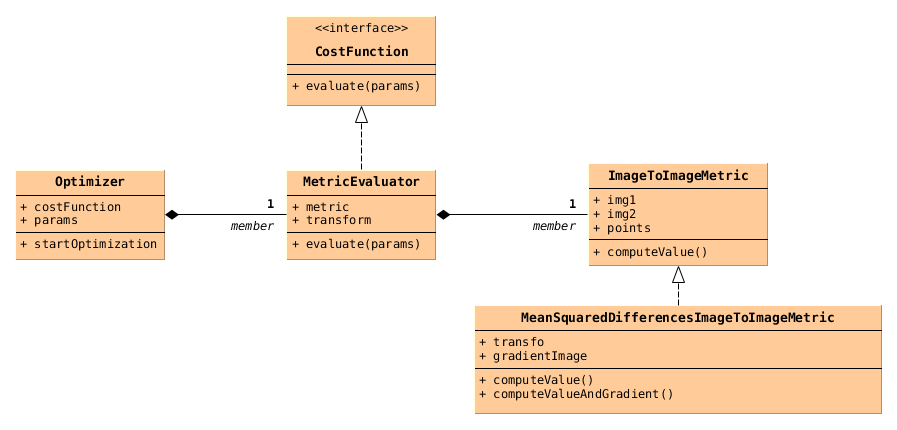 <<interface>>
CostFunction
+ evaluate(params)
Optimizer
+ costFunction
+ params
+ startOptimization
1
member
MetricEvaluator
+ metric
+ transform
+ evaluate(params)
1
member
ImageToImageMetric
+ img1
+ img2
+ points
+ computeValue()
MeanSquaredDifferencesImageToImageMetric
+ transfo
+ gradientImage
+ computeValue()
+ computeValueAndGradient()